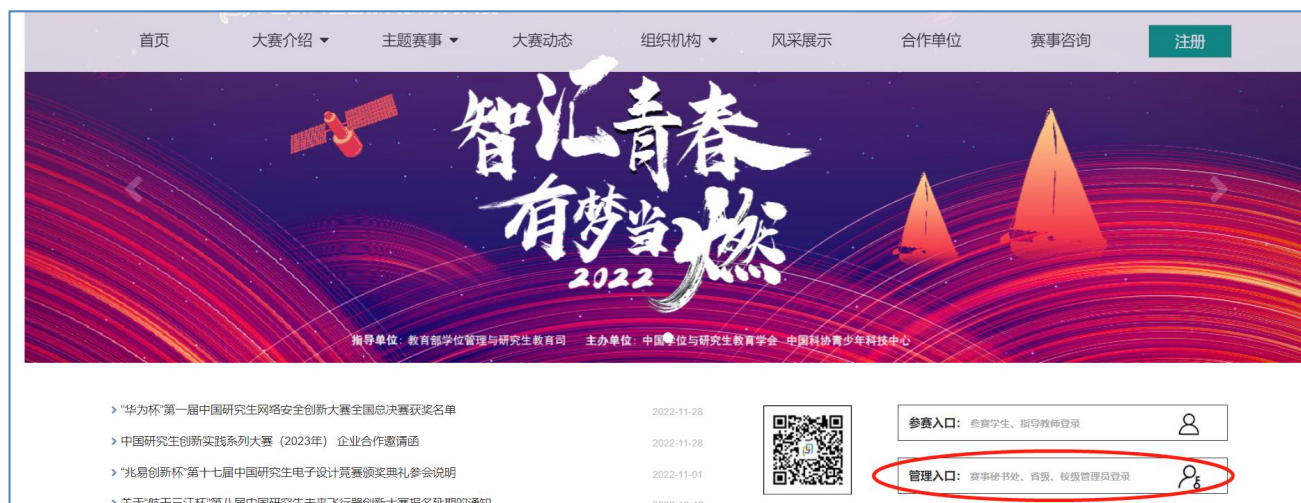 首页 大赛介绍 主题赛事 大赛动态 组织机构 风采展示 合作单位 赛事咨询 注册
智汇青春
有梦当燃
2022
指导单位：教育部学位管理与研究生教育司 主办单位：中国学位与研究生教育学会 中国科协青少年科技中心
“华为杯”第一届中国研究生网络安全创新大赛全国总决赛获奖名单 2022-11-28
中国研究生创新实践系列大赛（2023年） 企业合作邀请函 2022-11-28
“兆易创新杯”第十七届中国研究生电子设计竞赛颁奖典礼参会说明 2022-11-01
参赛入口：参赛学生、指导教师登录
管理入口：赛事秘书处、省级、校级管理员登录